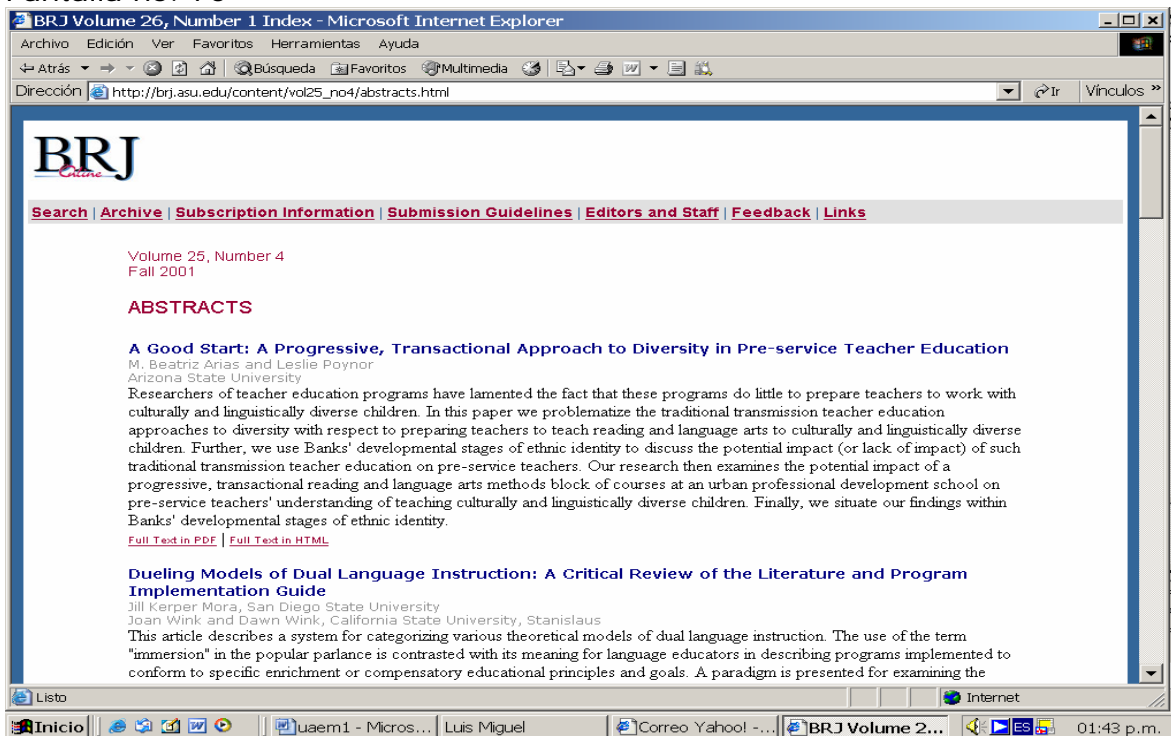 BRJ Volume 26, Number 1 Index - Microsoft Internet Explorer
Archivo Edición Ver Favoritos Herramientas Ayuda
Atrás Búsqueda Favoritos Multimedia
Dirección http://brj.asu.edu/content/vol25_no4/abstracts.html Ir Vínculos »
BRJ
Online
Search | Archive | Subscription Information | Submission Guidelines | Editors and Staff | Feedback | Links
Volume 25, Number 4
Fall 2001
ABSTRACTS
A Good Start: A Progressive, Transactional Approach to Diversity in Pre-service Teacher Education
M. Beatriz Arias and Leslie Poynor
Arizona State University
Researchers of teacher education programs have lamented the fact that these programs do little to prepare teachers to work with
culturally and linguistically diverse children. In this paper we problematize the traditional transmission teacher education
approaches to diversity with respect to preparing teachers to teach reading and language arts to culturally and linguistically diverse
children. Further, we use Banks' developmental stages of ethnic identity to discuss the potential impact (or lack of impact) of such
traditional transmission teacher education on pre-service teachers. Our research then examines the potential impact of a
progressive, transactional reading and language arts methods block of courses at an urban professional development school on
pre-service teachers' understanding of teaching culturally and linguistically diverse children. Finally, we situate our findings within
Banks' developmental stages of ethnic identity.
Full Text in PDF | Full Text in HTML
Dueling Models of Dual Language Instruction: A Critical Review of the Literature and Program
Implementation Guide
Jill Kerper Mora, San Diego State University
Joan Wink and Dawn Wink, California State University, Stanislaus
This article describes a system for categorizing various theoretical models of dual language instruction. The use of the term
"immersion" in the popular parlance is contrasted with its meaning for language educators in describing programs implemented to
conform to specific enrichment or compensatory educational principles and goals. A paradigm is presented for examining the
Listo Internet
Inicio uaem1 - Micros... Luis Miguel Correo Yahoo! -... BRJ Volume 2... ES 01:43 p.m.